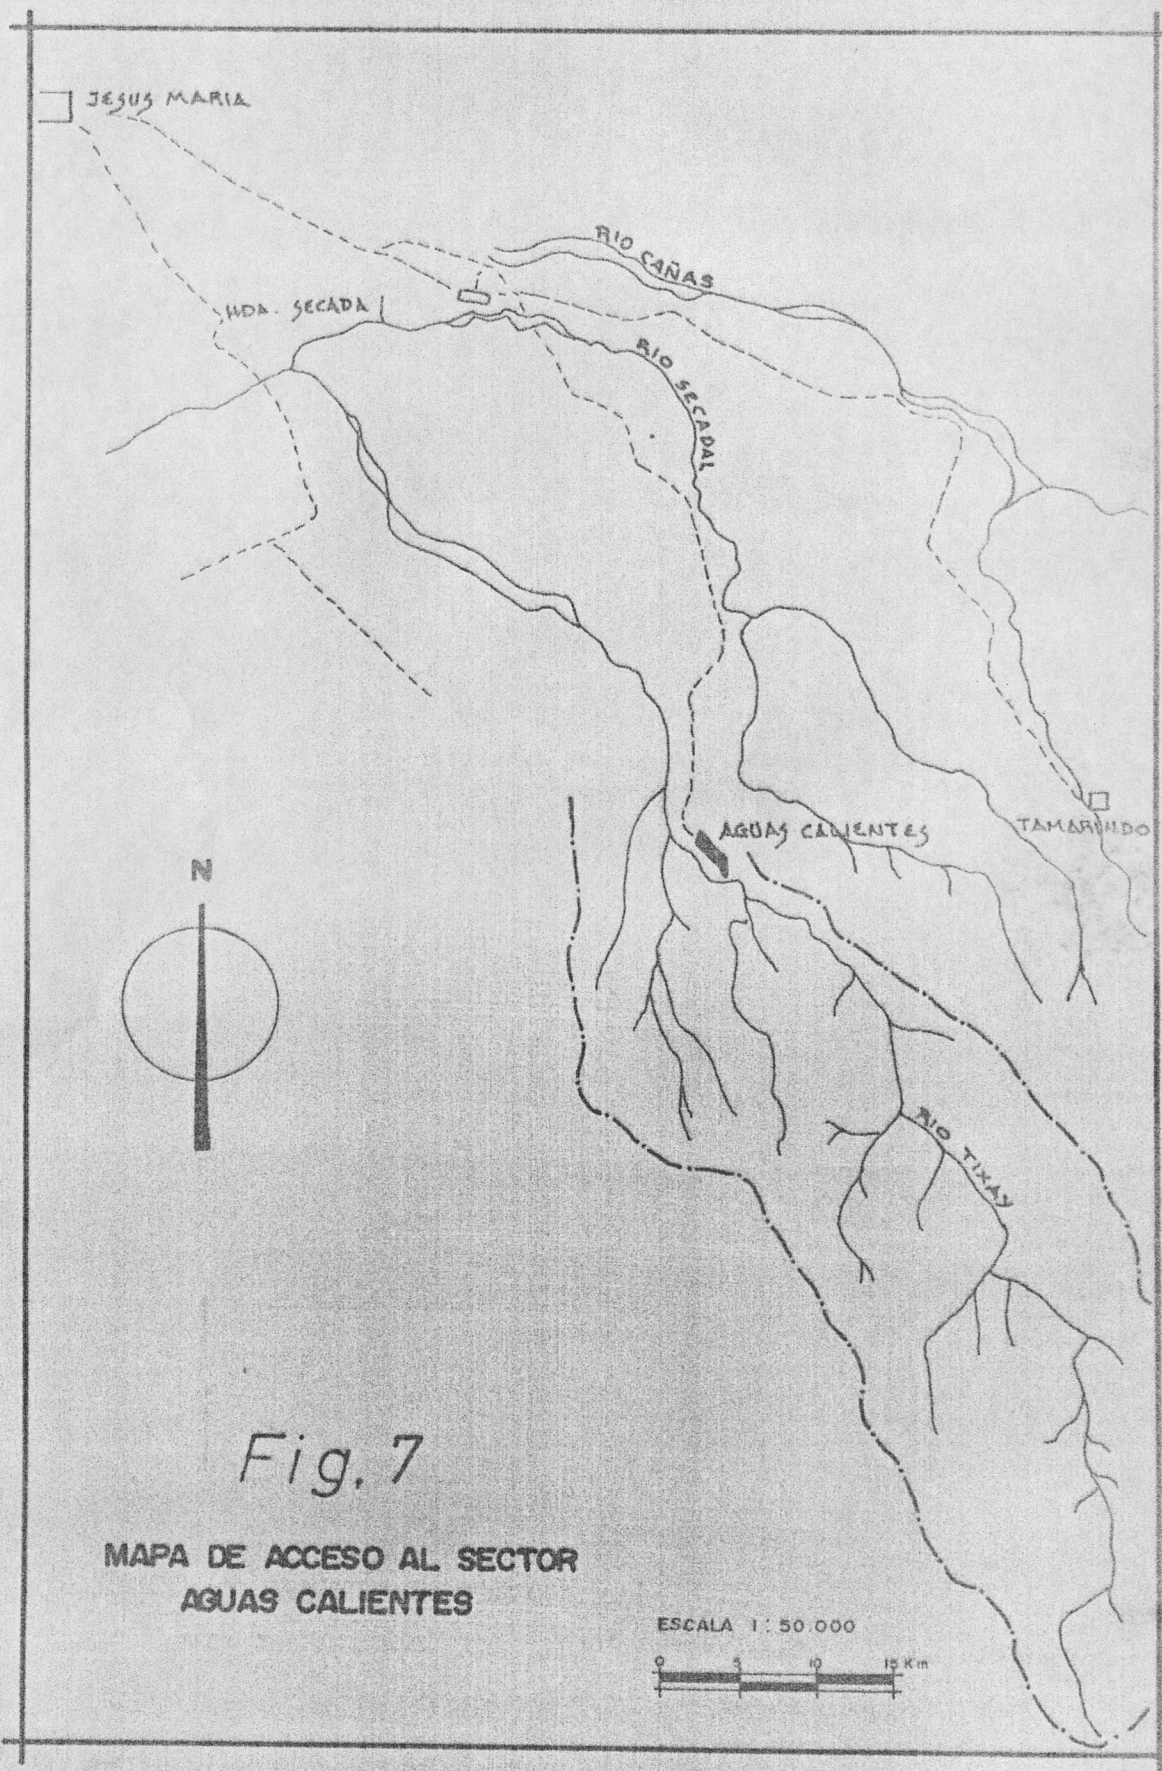 JESUS MARIA
RIO CAÑAS
HDA. SECADAL
RIO SECADAL
AGUAS CALIENTES
TAMARINDO
N
RIO TIXAY
Fig. 7
MAPA DE ACCESO AL SECTOR
AGUAS CALIENTES
ESCALA 1:50.000
0 5 10 15 Km